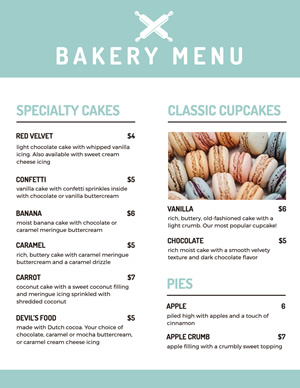 BAKERY MENU
SPECIALTY CAKES
RED VELVET $4
light chocolate cake with whipped vanilla
icing. Also available with sweet cream
cheese icing
CONFETTI $5
vanilla cake with confetti sprinkles inside
with chocolate or vanilla buttercream
BANANA $6
moist banana cake with chocolate or
caramel meringue buttercream
CARAMEL $5
rich, buttery cake with caramel meringue
buttercream and a caramel drizzle
CARROT $7
coconut cake with a sweet coconut filling
and meringue icing sprinkled with
shredded coconut
DEVIL'S FOOD $5
made with Dutch cocoa. Your choice of
chocolate, caramel or mocha buttercream,
or caramel cream cheese icing
CLASSIC CUPCAKES
VANILLA $6
rich, buttery, old-fashioned cake with a
light crumb. Our most popular cupcake!
CHOCOLATE $5
rich moist cake with a smooth velvety
texture and dark chocolate flavor
PIES
APPLE 6
piled high with apples and a touch of
cinnamon
APPLE CRUMB $7
apple filling with a crumbly sweet topping